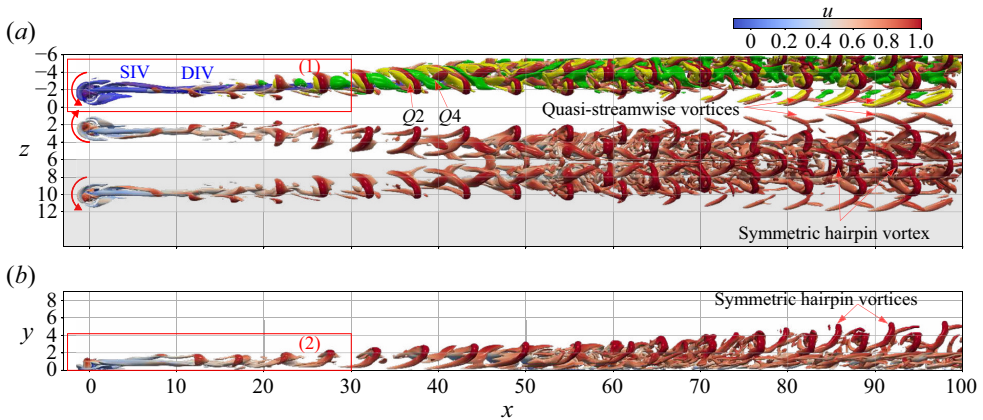 u
0 0.2 0.4 0.6 0.8 1.0
(a)
−6
−4
−2
0
2
4
6
8
10
12
z
SIV
DIV
(1)
Q2
Q4
Quasi-streamwise vortices
Symmetric hairpin vortex
(b)
8
6
4
2
0
y
(2)
Symmetric hairpin vortices
0 10 20 30 40 50 60 70 80 90 100
x